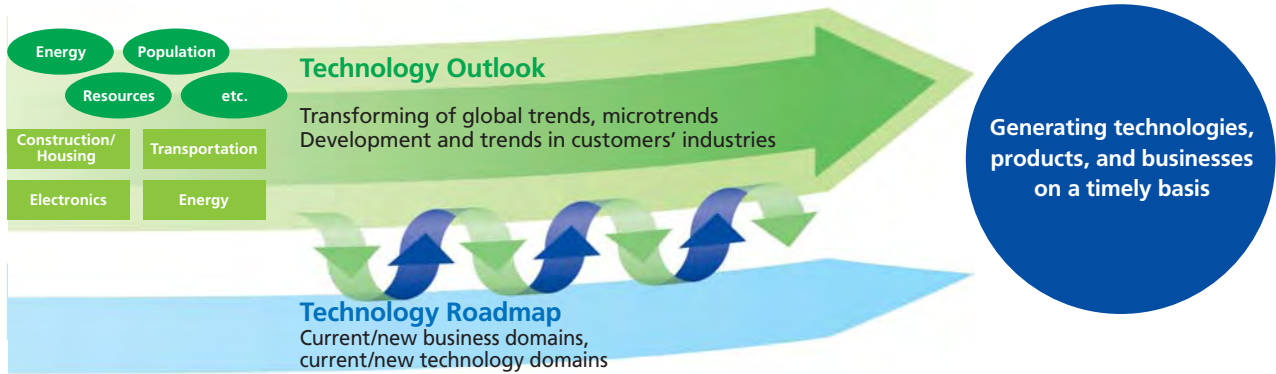 Energy
Population
Resources
etc.
Construction/
Housing
Transportation
Electronics
Energy
Technology Outlook
Transforming of global trends, microtrends
Development and trends in customers’ industries
Technology Roadmap
Current/new business domains,
current/new technology domains
Generating technologies,
products, and businesses
on a timely basis